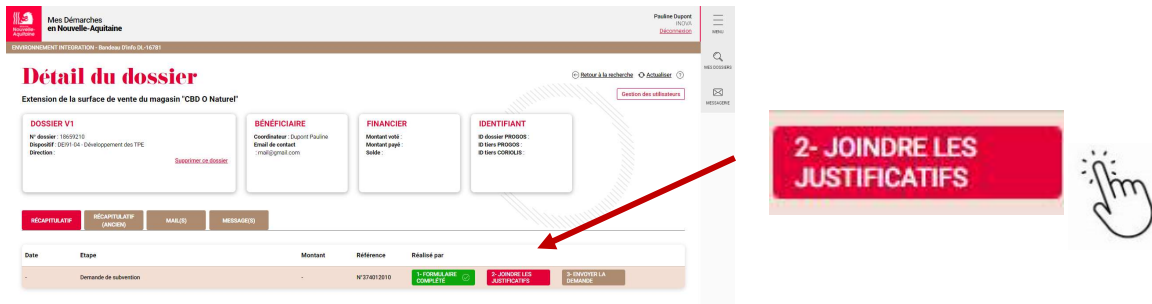 Nouvelle-
Aquitaine
Mes Démarches
en Nouvelle-Aquitaine
Pauline Dupont
INOVA
Déconnexion
MENU
ENVIRONNEMENT INTEGRATION - Bandeau D'info DL-16781
MES DOSSIERS
MESSAGERIE
Détail du dossier
Retour à la recherche Actualiser ?
Gestion des utilisateurs
Extension de la surface de vente du magasin "CBD O Naturel"
DOSSIER V1
N° dossier : 18659210
Dispositif : DEI91-04 - Développement des TPE
Direction :
Supprimer ce dossier
BÉNÉFICIAIRE
Coordinateur : Dupont Pauline
Email de contact
: mail@gmail.com
FINANCIER
Montant voté :
Montant payé :
Solde :
IDENTIFIANT
ID dossier PROGOS :
ID tiers PROGOS :
ID tiers CORIOLIS :
RÉCAPITULATIF
RÉCAPITULATIF
(ANCIEN)
MAIL(S)
MESSAGE(S)
Date Etape Montant Référence Réalisé par
- Demande de subvention - N°374012010
1- FORMULAIRE
COMPLÉTÉ
2- JOINDRE LES
JUSTIFICATIFS
3- ENVOYER LA
DEMANDE
2- JOINDRE LES
JUSTIFICATIFS